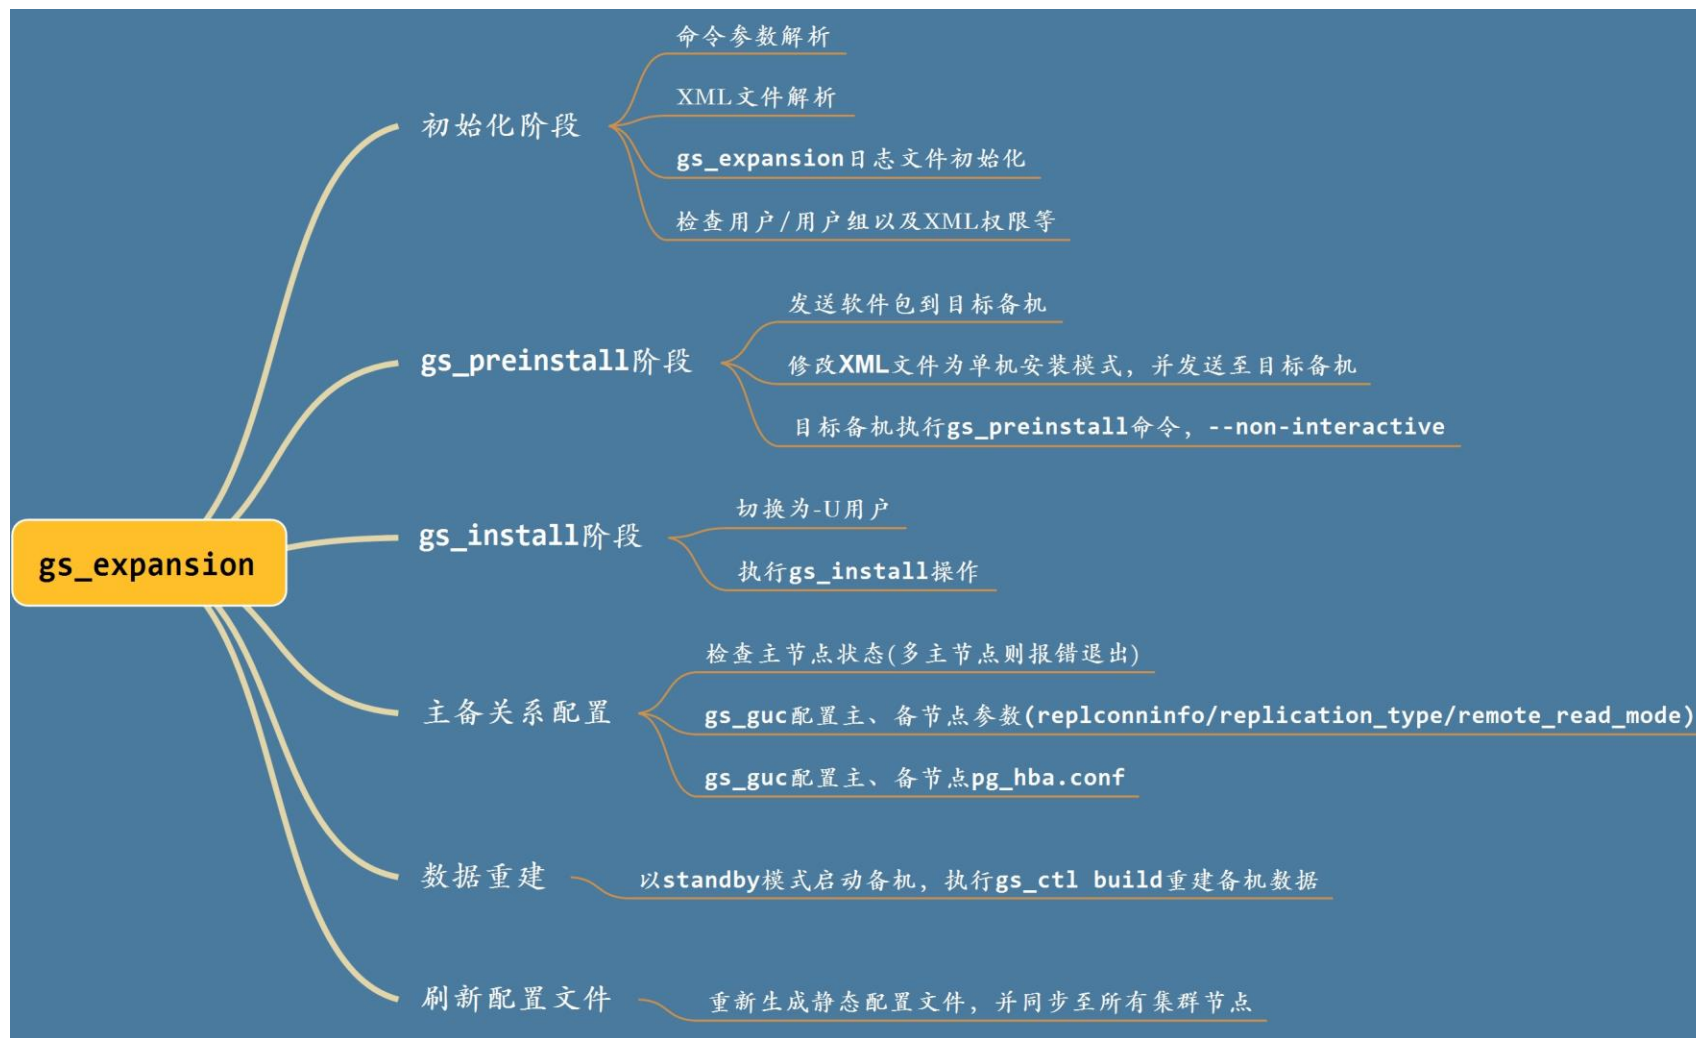 gs_expansion
初始化阶段
命令参数解析
XML文件解析
gs_expansion日志文件初始化
检查用户/用户组以及XML权限等
gs_preinstall阶段
发送软件包到目标备机
修改XML文件为单机安装模式，并发送至目标备机
目标备机执行gs_preinstall命令，--non-interactive
gs_install阶段
切换为-U用户
执行gs_install操作
主备关系配置
检查主节点状态(多主节点则报错退出)
gs_guc配置主、备节点参数(replconninfo/replication_type/remote_read_mode)
gs_guc配置主、备节点pg_hba.conf
数据重建
以standby模式启动备机，执行gs_ctl build重建备机数据
刷新配置文件
重新生成静态配置文件，并同步至所有集群节点